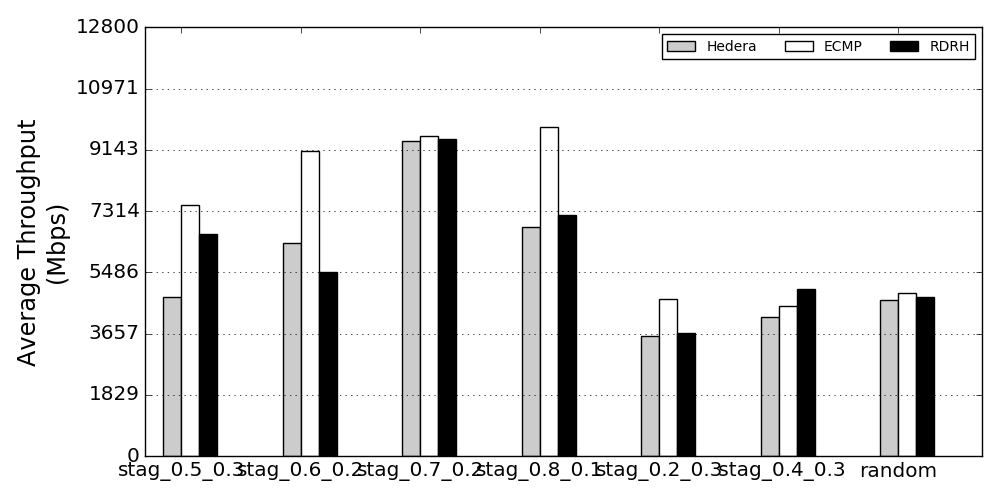 12800
10971
9143
7314
5486
3657
1829
0
Average Throughput
(Mbps)
Hedera ECMP RDRH
stag_0.5_0.3 stag_0.6_0.2 stag_0.7_0.2 stag_0.8_0.1 stag_0.2_0.3 stag_0.4_0.3 random